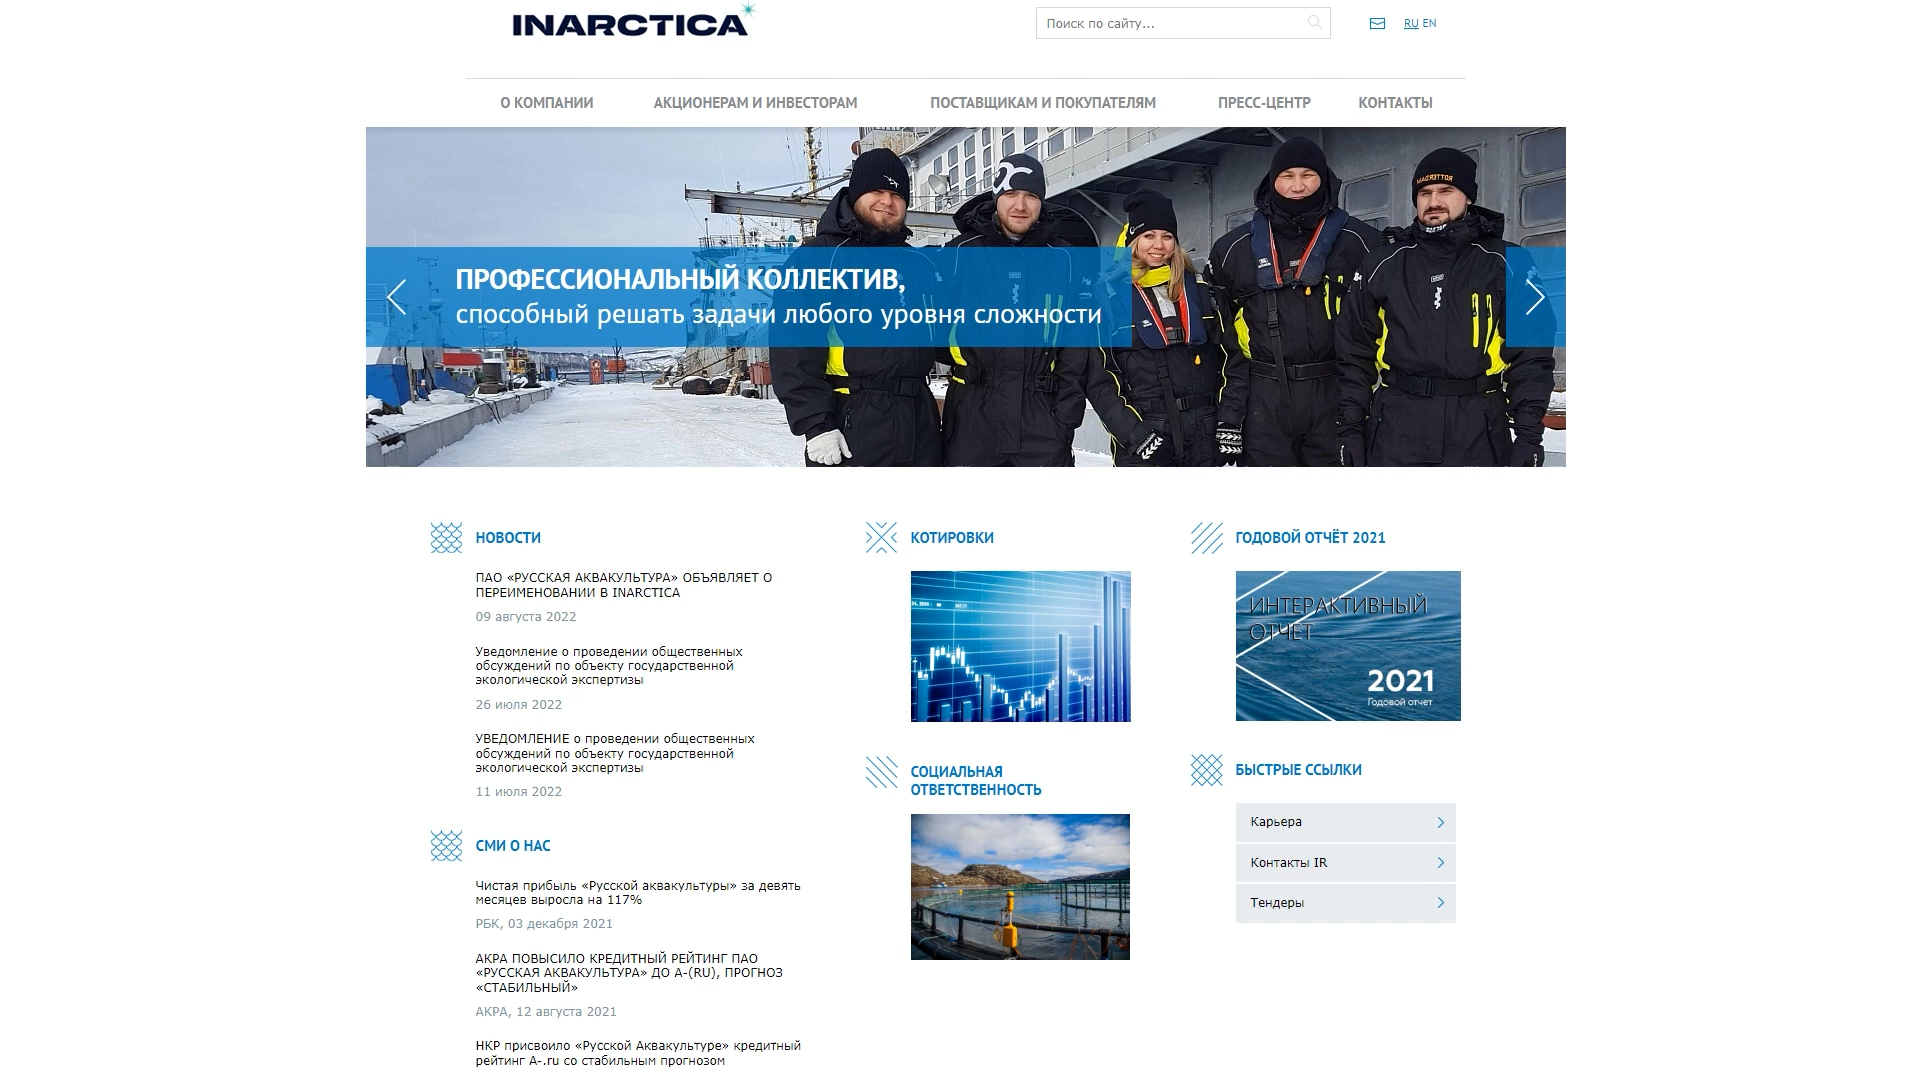 INARCTICA
Поиск по сайту...
RU EN
О КОМПАНИИ
АКЦИОНЕРАМ И ИНВЕСТОРАМ
ПОСТАВЩИКАМ И ПОКУПАТЕЛЯМ
ПРЕСС-ЦЕНТР
КОНТАКТЫ
ПРОФЕССИОНАЛЬНЫЙ КОЛЛЕКТИВ,
способный решать задачи любого уровня сложности
НОВОСТИ
ПАО «РУССКАЯ АКВАКУЛЬТУРА» ОБЪЯВЛЯЕТ О
ПЕРЕИМЕНОВАНИИ В INARCTICA
09 августа 2022
Уведомление о проведении общественных
обсуждений по объекту государственной
экологической экспертизы
26 июля 2022
УВЕДОМЛЕНИЕ о проведении общественных
обсуждений по объекту государственной
экологической экспертизы
11 июля 2022
СМИ О НАС
Чистая прибыль «Русской аквакультуры» за девять
месяцев выросла на 117%
РБК, 03 декабря 2021
АКРА ПОВЫСИЛО КРЕДИТНЫЙ РЕЙТИНГ ПАО
«РУССКАЯ АКВАКУЛЬТУРА» ДО A-(RU), ПРОГНОЗ
«СТАБИЛЬНЫЙ»
АКРА, 12 августа 2021
НКР присвоило «Русской Аквакультуре» кредитный
рейтинг A-.ru со стабильным прогнозом
КОТИРОВКИ
СОЦИАЛЬНАЯ
ОТВЕТСТВЕННОСТЬ
ГОДОВОЙ ОТЧЁТ 2021
ИНТЕРАКТИВНЫЙ
ОТЧЕТ
2021
Годовой отчет
БЫСТРЫЕ ССЫЛКИ
Карьера
Контакты IR
Тендеры